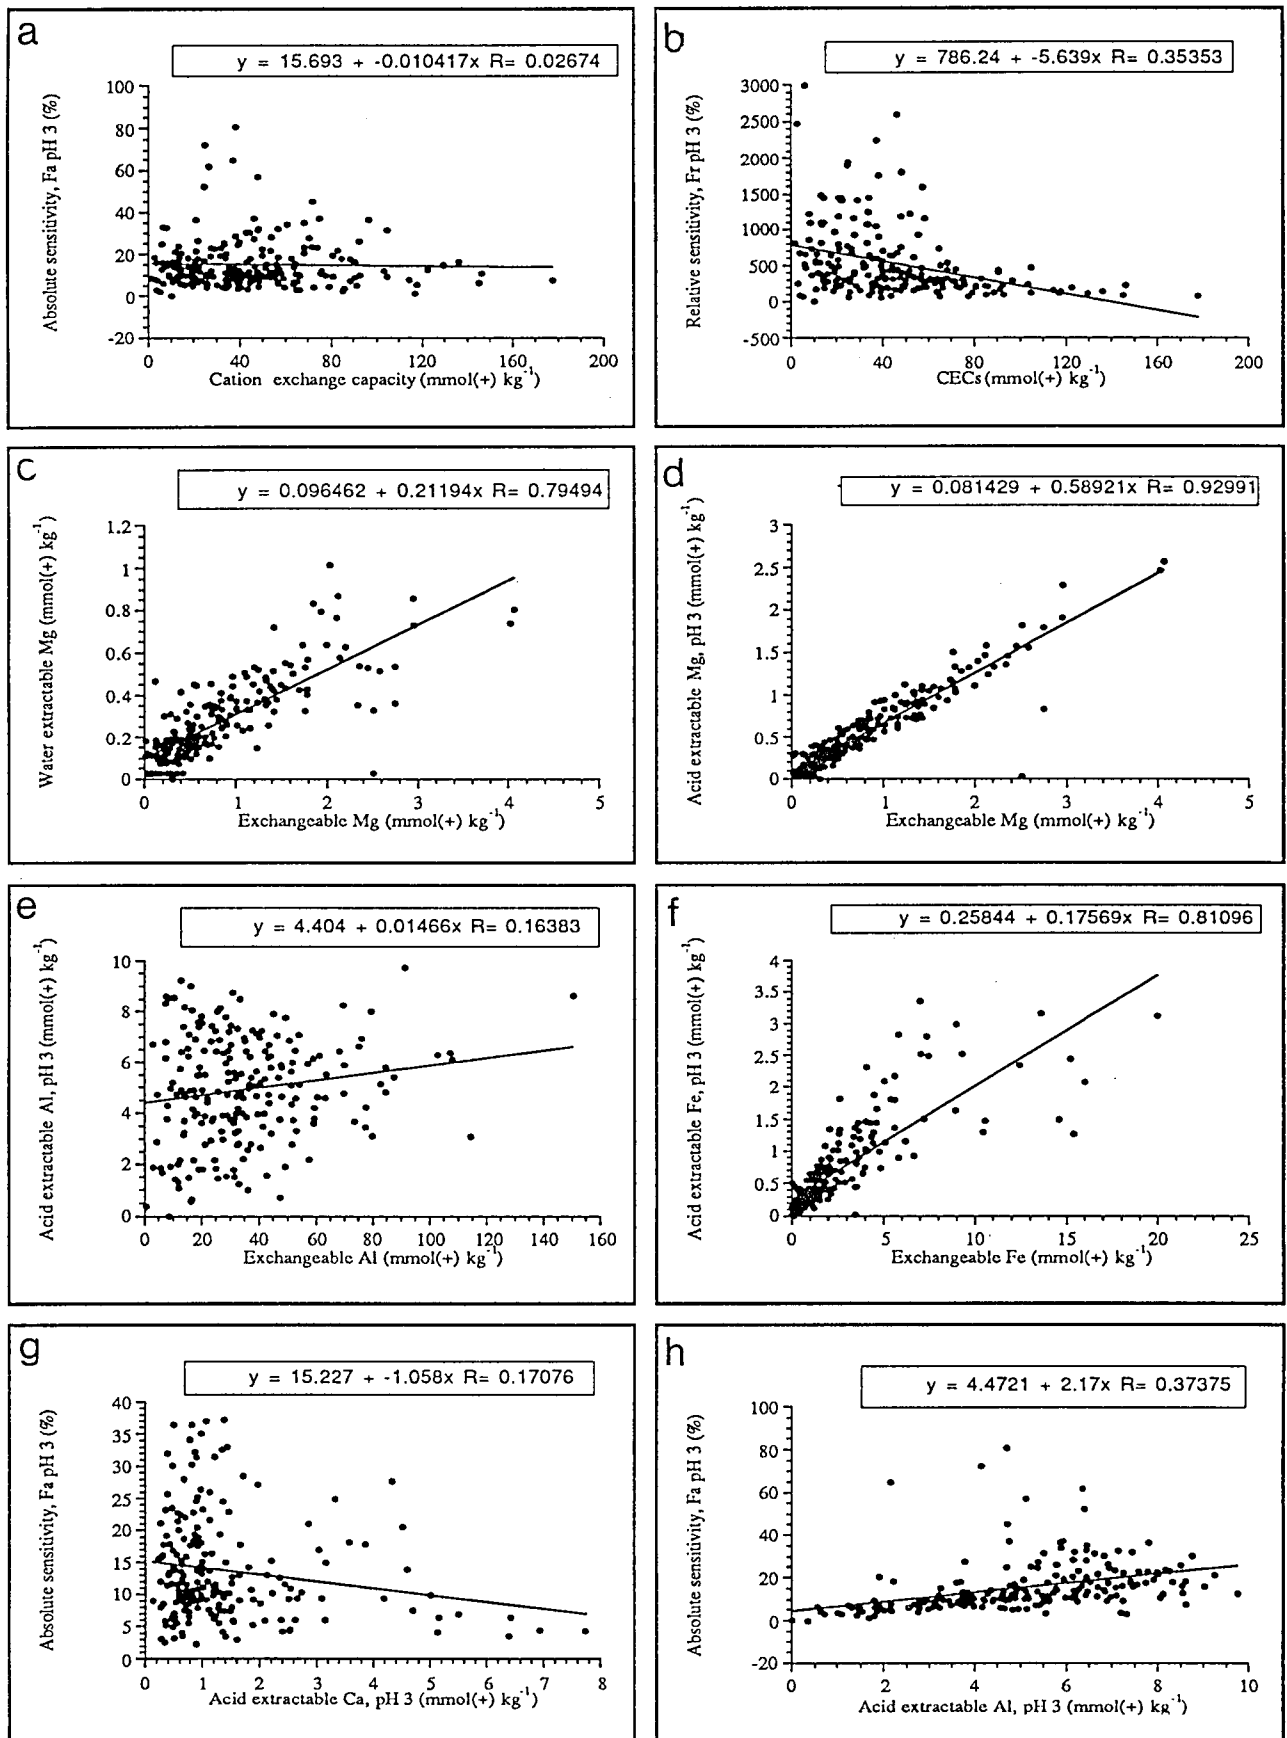 a
y = 15.693 + -0.010417x R= 0.02674
Absolute sensitivity, Fa pH 3 (%)
100
80
60
40
20
0
-20
0 40 80 120 160 200
Cation exchange capacity (mmol(+) kg-1)
b
y = 786.24 + -5.639x R= 0.35353
Relative sensitivity, Fr pH 3 (%)
3000
2500
2000
1500
1000
500
0
-500
0 40 80 120 160 200
CECs (mmol(+) kg-1)
c
y = 0.096462 + 0.21194x R= 0.79494
Water extractable Mg (mmol(+) kg-1)
1.2
1
0.8
0.6
0.4
0.2
0
0 1 2 3 4 5
Exchangeable Mg (mmol(+) kg-1)
d
y = 0.081429 + 0.58921x R= 0.92991
Acid extractable Mg, pH 3 (mmol(+) kg-1)
3
2.5
2
1.5
1
0.5
0
0 1 2 3 4 5
Exchangeable Mg (mmol(+) kg-1)
e
y = 4.404 + 0.01466x R= 0.16383
Acid extractable Al, pH 3 (mmol(+) kg-1)
10
8
6
4
2
0
0 20 40 60 80 100 120 140 160
Exchangeable Al (mmol(+) kg-1)
f
y = 0.25844 + 0.17569x R= 0.81096
Acid extractable Fe, pH 3 (mmol(+) kg-1)
4
3.5
3
2.5
2
1.5
1
0.5
0
0 5 10 15 20 25
Exchangeable Fe (mmol(+) kg-1)
g
y = 15.227 + -1.058x R= 0.17076
Absolute sensitivity, Fa pH 3 (%)
40
35
30
25
20
15
10
5
0
0 1 2 3 4 5 6 7 8
Acid extractable Ca, pH 3 (mmol(+) kg-1)
h
y = 4.4721 + 2.17x R= 0.37375
Absolute sensitivity, Fa pH 3 (%)
100
80
60
40
20
0
-20
0 2 4 6 8 10
Acid extractable Al, pH 3 (mmol(+) kg-1)